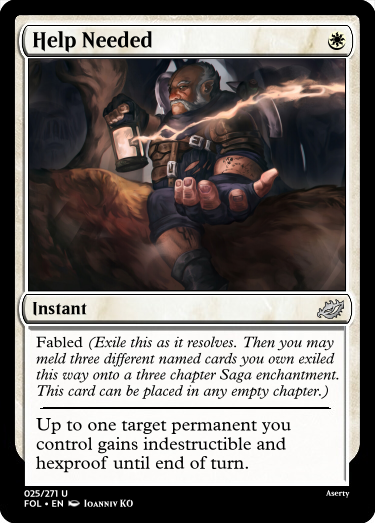 Help Needed
Instant
Fabled (Exile this as it resolves. Then you may
meld three different named cards you own exiled
this way onto a three chapter Saga enchantment.
This card can be placed in any empty chapter.)
Up to one target permanent you
control gains indestructible and
hexproof until end of turn.
025/271 U
FOL • EN Ioanniv KO
Aserty